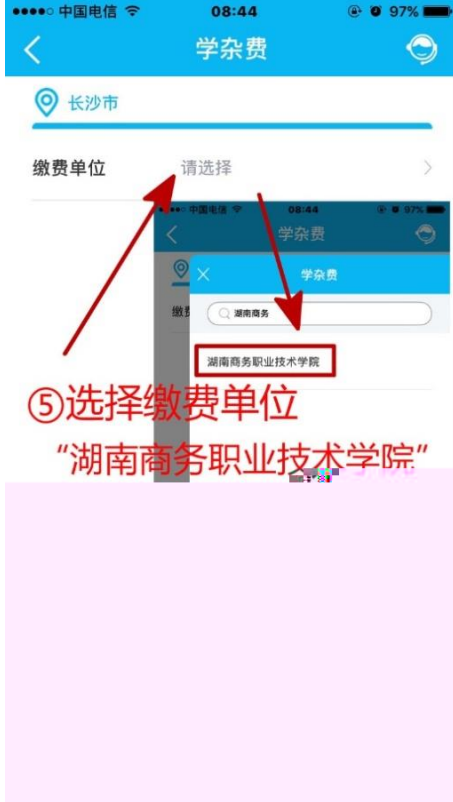 中国电信 08:44 97%
学杂费
长沙市
缴费单位 请选择
中国电信 08:44 97%
学杂费
缴费
学杂费
湖南商务
湖南商务职业技术学院
⑤选择缴费单位
“湖南商务职业技术学院”